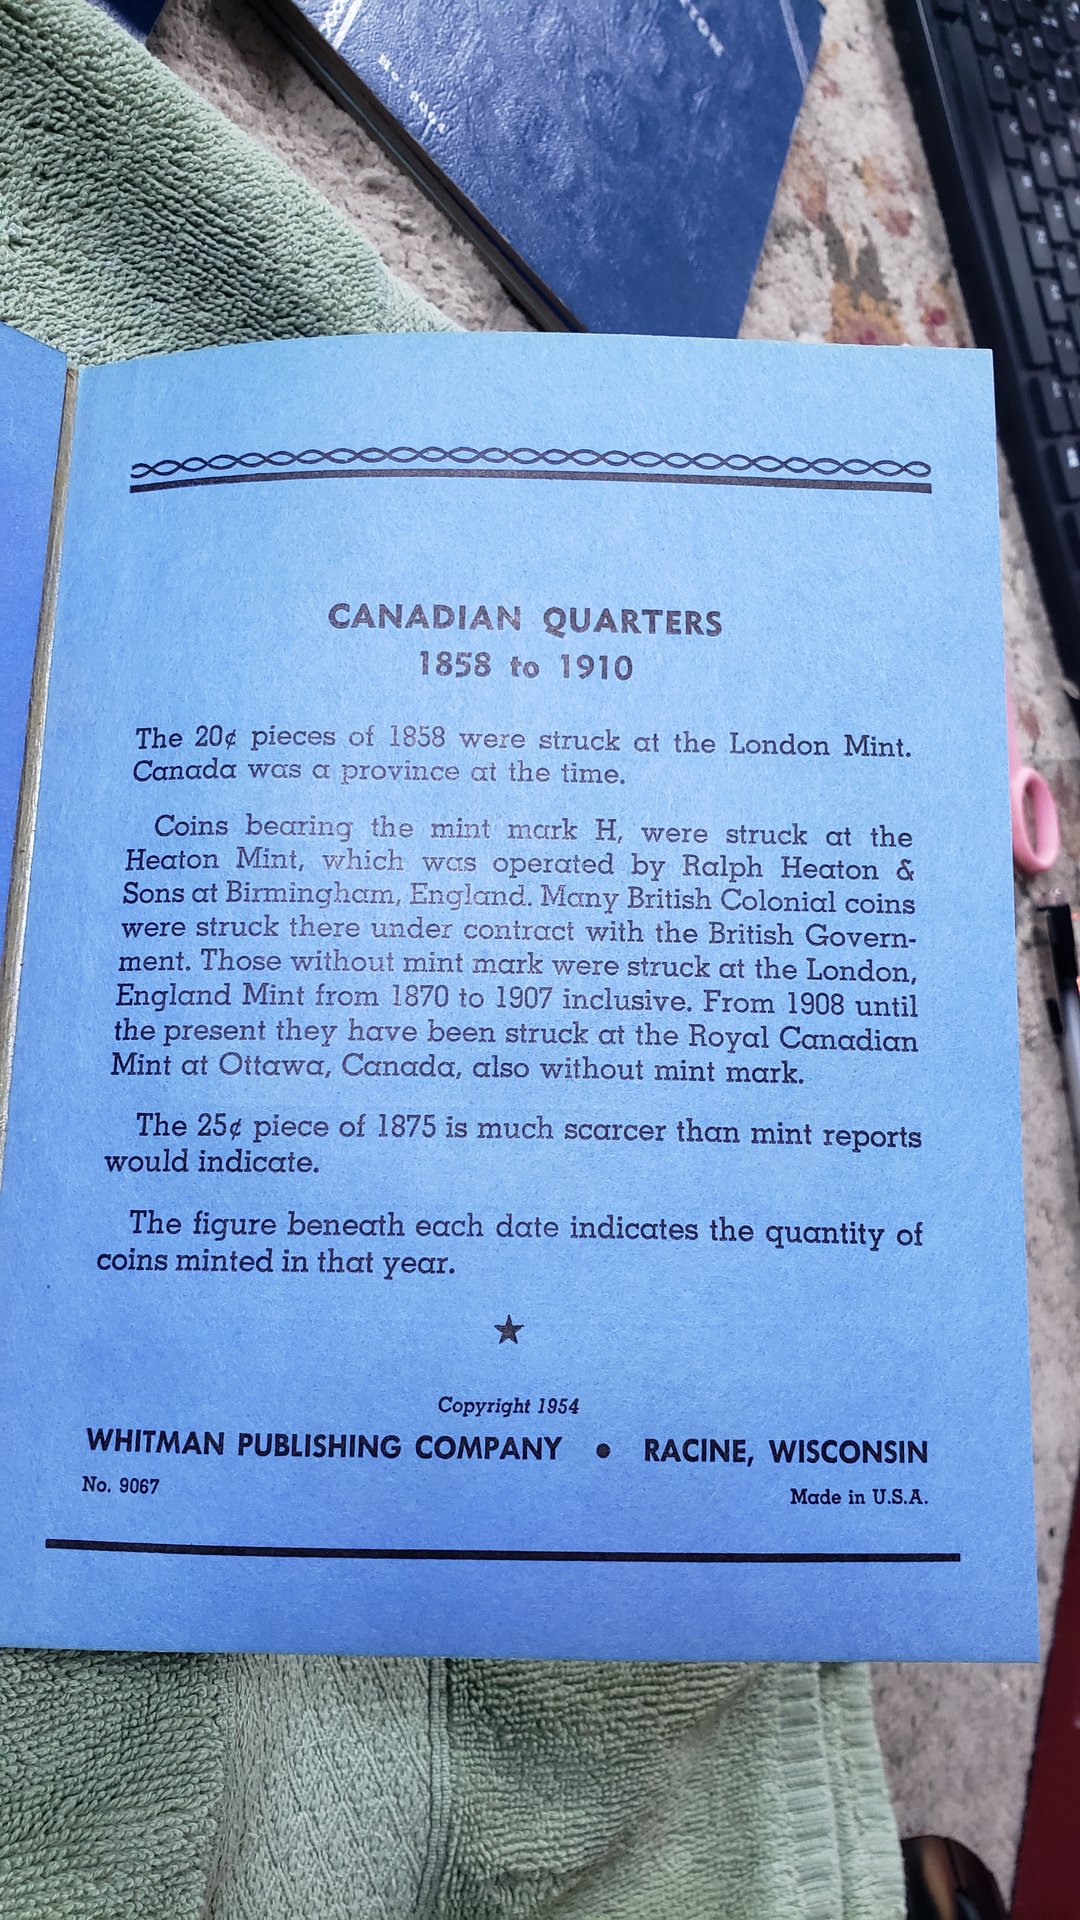 CANADIAN QUARTERS
1858 to 1910
The 20¢ pieces of 1858 were struck at the London Mint.
Canada was a province at the time.
Coins bearing the mint mark H, were struck at the
Heaton Mint, which was operated by Ralph Heaton &
Sons at Birmingham, England. Many British Colonial coins
were struck there under contract with the British Govern-
ment. Those without mint mark were struck at the London,
England Mint from 1870 to 1907 inclusive. From 1908 until
the present they have been struck at the Royal Canadian
Mint at Ottawa, Canada, also without mint mark.
The 25¢ piece of 1875 is much scarcer than mint reports
would indicate.
The figure beneath each date indicates the quantity of
coins minted in that year.
Copyright 1954
WHITMAN PUBLISHING COMPANY • RACINE, WISCONSIN
No. 9067
Made in U.S.A.